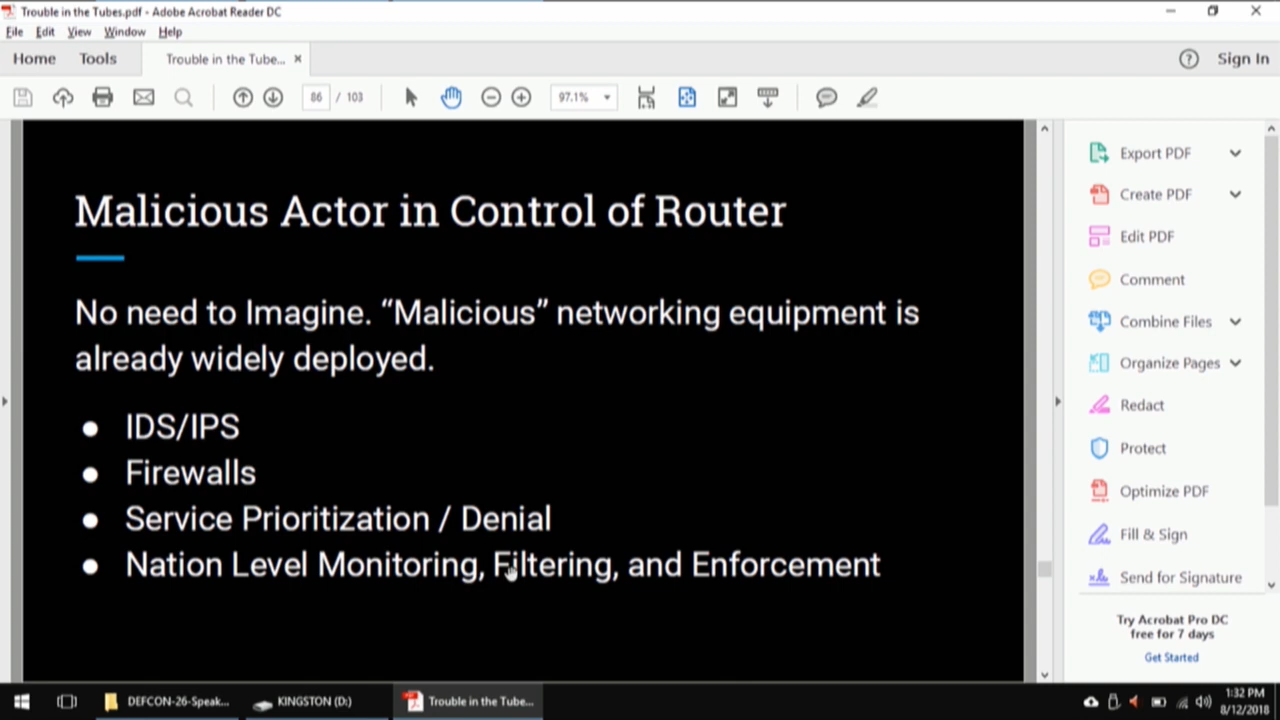 Trouble in the Tubes.pdf - Adobe Acrobat Reader DC
File Edit View Window Help
Home Tools Trouble in the Tube... × ? Sign In
86 / 103 97.1%
Malicious Actor in Control of Router
No need to Imagine. “Malicious” networking equipment is
already widely deployed.
● IDS/IPS
● Firewalls
● Service Prioritization / Denial
● Nation Level Monitoring, Filtering, and Enforcement
Export PDF
Create PDF
Edit PDF
Comment
Combine Files
Organize Pages
Redact
Protect
Optimize PDF
Fill & Sign
Send for Signature
Try Acrobat Pro DC
free for 7 days
Get Started
DEFCON-26-Speak... KINGSTON (D:) Trouble in the Tube... 1:32 PM
8/12/2018